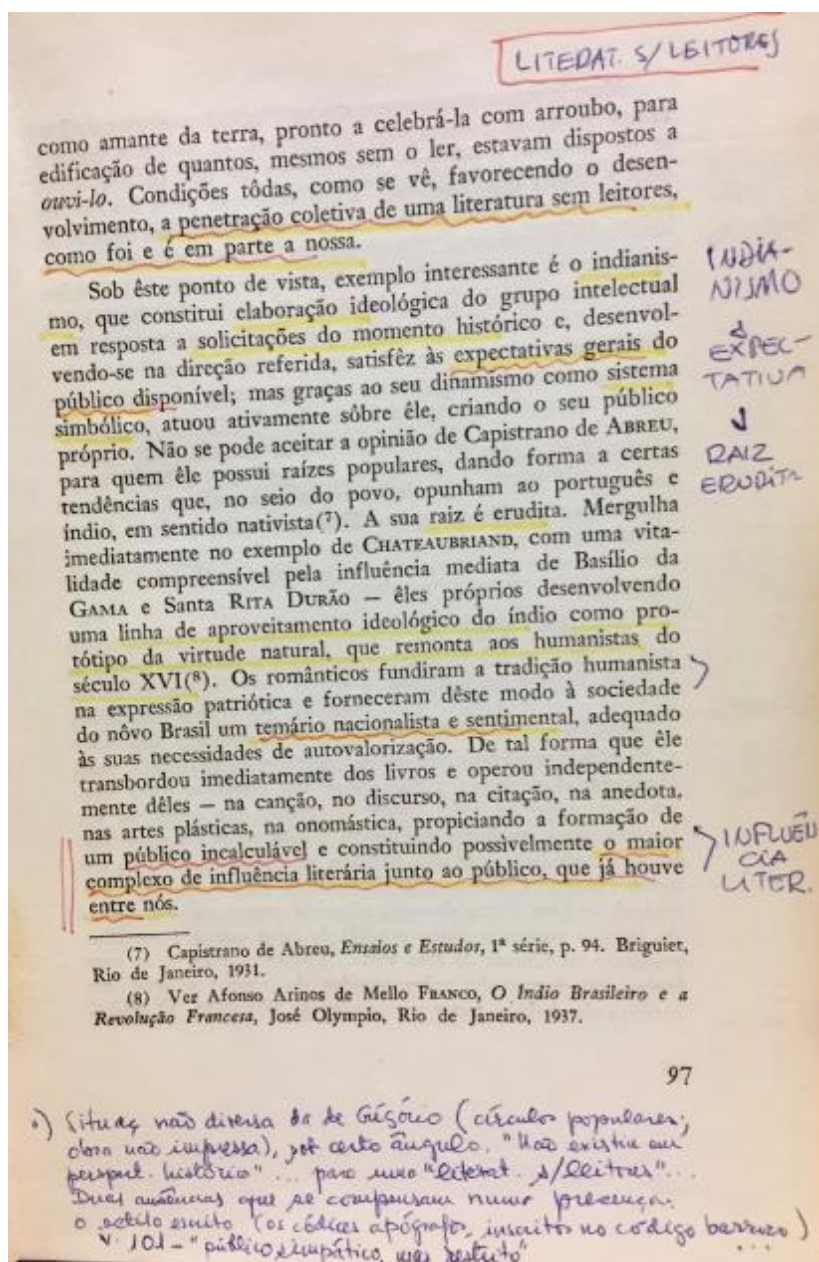 LITERAT. S/ LEITORES
como amante da terra, pronto a celebrá-la com arroubo, para
edificação de quantos, mesmos sem o ler, estavam dispostos a
ouvi-lo. Condições tôdas, como se vê, favorecendo o desen-
volvimento, a penetração coletiva de uma literatura sem leitores,
como foi e é em parte a nossa.
Sob êste ponto de vista, exemplo interessante é o indianis-
mo, que constitui elaboração ideológica do grupo intelectual
em resposta a solicitações do momento histórico e, desenvol-
vendo-se na direção referida, satisfêz às expectativas gerais do
público disponível; mas graças ao seu dinamismo como sistema
simbólico, atuou ativamente sôbre êle, criando o seu público
próprio. Não se pode aceitar a opinião de Capistrano de ABREU,
para quem êle possui raízes populares, dando forma a certas
tendências que, no seio do povo, opunham ao português e
índio, em sentido nativista(7). A sua raiz é erudita. Mergulha
imediatamente no exemplo de CHATEAUBRIAND, com uma vita-
lidade compreensível pela influência mediata de Basílio da
GAMA e Santa RITA DURÃO — êles próprios desenvolvendo
uma linha de aproveitamento ideológico do índio como pro-
tótipo da virtude natural, que remonta aos humanistas do
século XVI(8). Os românticos fundiram a tradição humanista
na expressão patriótica e forneceram dêste modo à sociedade
do nôvo Brasil um temário nacionalista e sentimental, adequado
às suas necessidades de autovalorização. De tal forma que êle
transbordou imediatamente dos livros e operou independente-
mente dêles — na canção, no discurso, na citação, na anedota,
nas artes plásticas, na onomástica, propiciando a formação de
um público incalculável e constituindo possìvelmente o maior
complexo de influência literária junto ao público, que já houve
entre nós.
INDIA-
NISMO
EXPEC-
TATIVA
RAIZ
ERUDITA
INFLUÊN
CIA
LITER.
(7) Capistrano de Abreu, Ensaios e Estudos, 1ª série, p. 94. Briguiet,
Rio de Janeiro, 1931.
(8) Ver Afonso Arinos de Mello FRANCO, O Indio Brasileiro e a
Revolução Francesa, José Olympio, Rio de Janeiro, 1937.
97
não diversa da de (círculos populares;
obra não impressa), por certo ângulo. "Não existiu em
perspect. "... para "literat. s/leitores"...
Duas ausências que se compensam numa presença:
o estilo escrito (os códices apógrafos, inscritos no código barroco)
v. 101 - "público simpático, mas restrito" ...